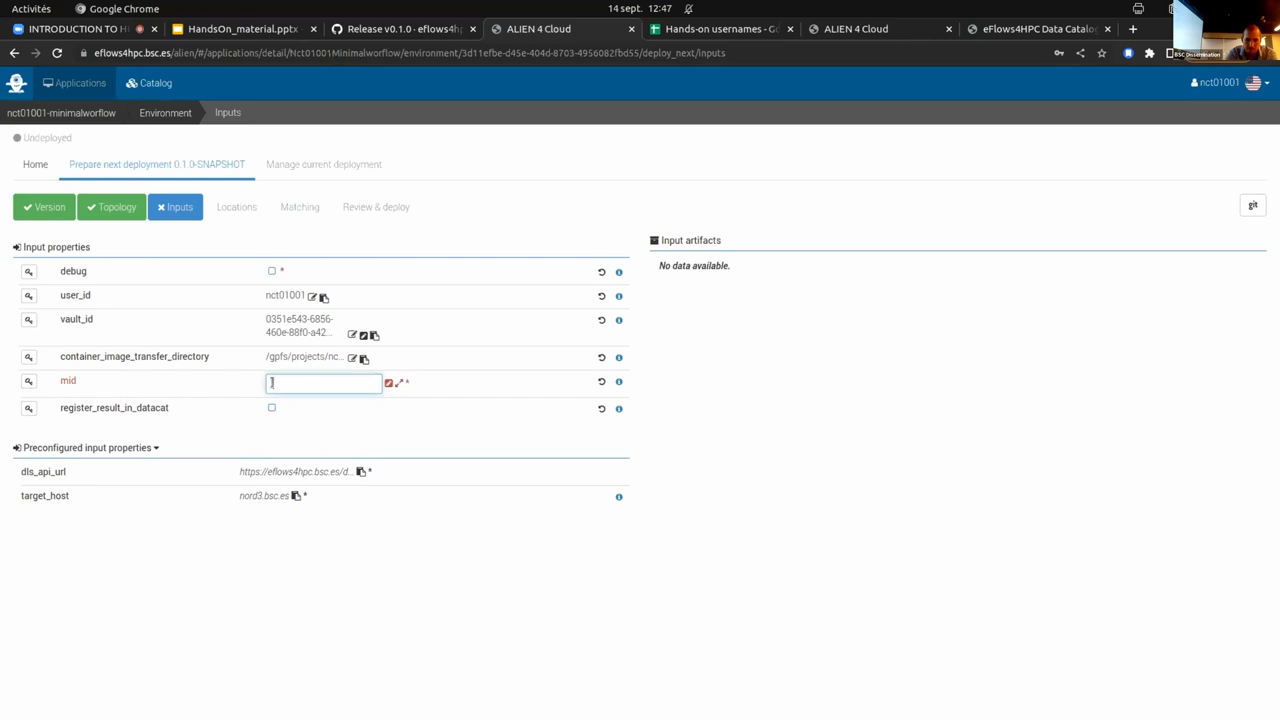 Activités
Google Chrome
14 sept. 12:47
INTRODUCTION TO H
HandsOn_material.pptx
Release v0.1.0 · eflows4h
ALIEN 4 Cloud
Hands-on usernames - Go
ALIEN 4 Cloud
eFlows4HPC Data Catalog
eflows4hpc.bsc.es/alien/#/applications/detail/Nct01001Minimalworflow/environment/3d11efbe-d45e-404d-8703-4956082fbd55/deploy_next/inputs
BSC Dissemination
Applications
Catalog
nct01001
nct01001-minimalworflow
Environment
Inputs
Undeployed
Home
Prepare next deployment 0.1.0-SNAPSHOT
Manage current deployment
Version
Topology
Inputs
Locations
Matching
Review & deploy
git
Input properties
Input artifacts
debug *
No data available.
user_id nct01001
vault_id 0351e543-6856-
460e-88f0-a42...
container_image_transfer_directory /gpfs/projects/nc...
mid *
register_result_in_datacat
Preconfigured input properties
dls_api_url https://eflows4hpc.bsc.es/d... *
target_host nord3.bsc.es *